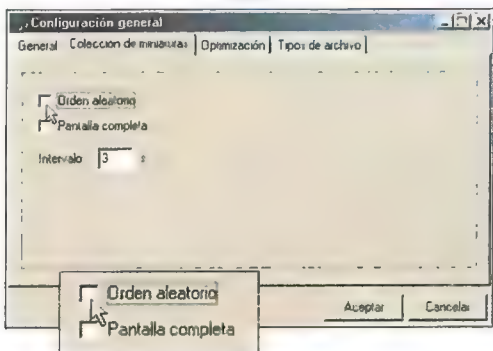 Configuración general
General Colección de miniaturas Optimización Tipos de archivo
Orden aleatorio
Pantalla completa
Intervalo 3 s
Orden aleatorio
Pantalla completa
Aceptar Cancelar